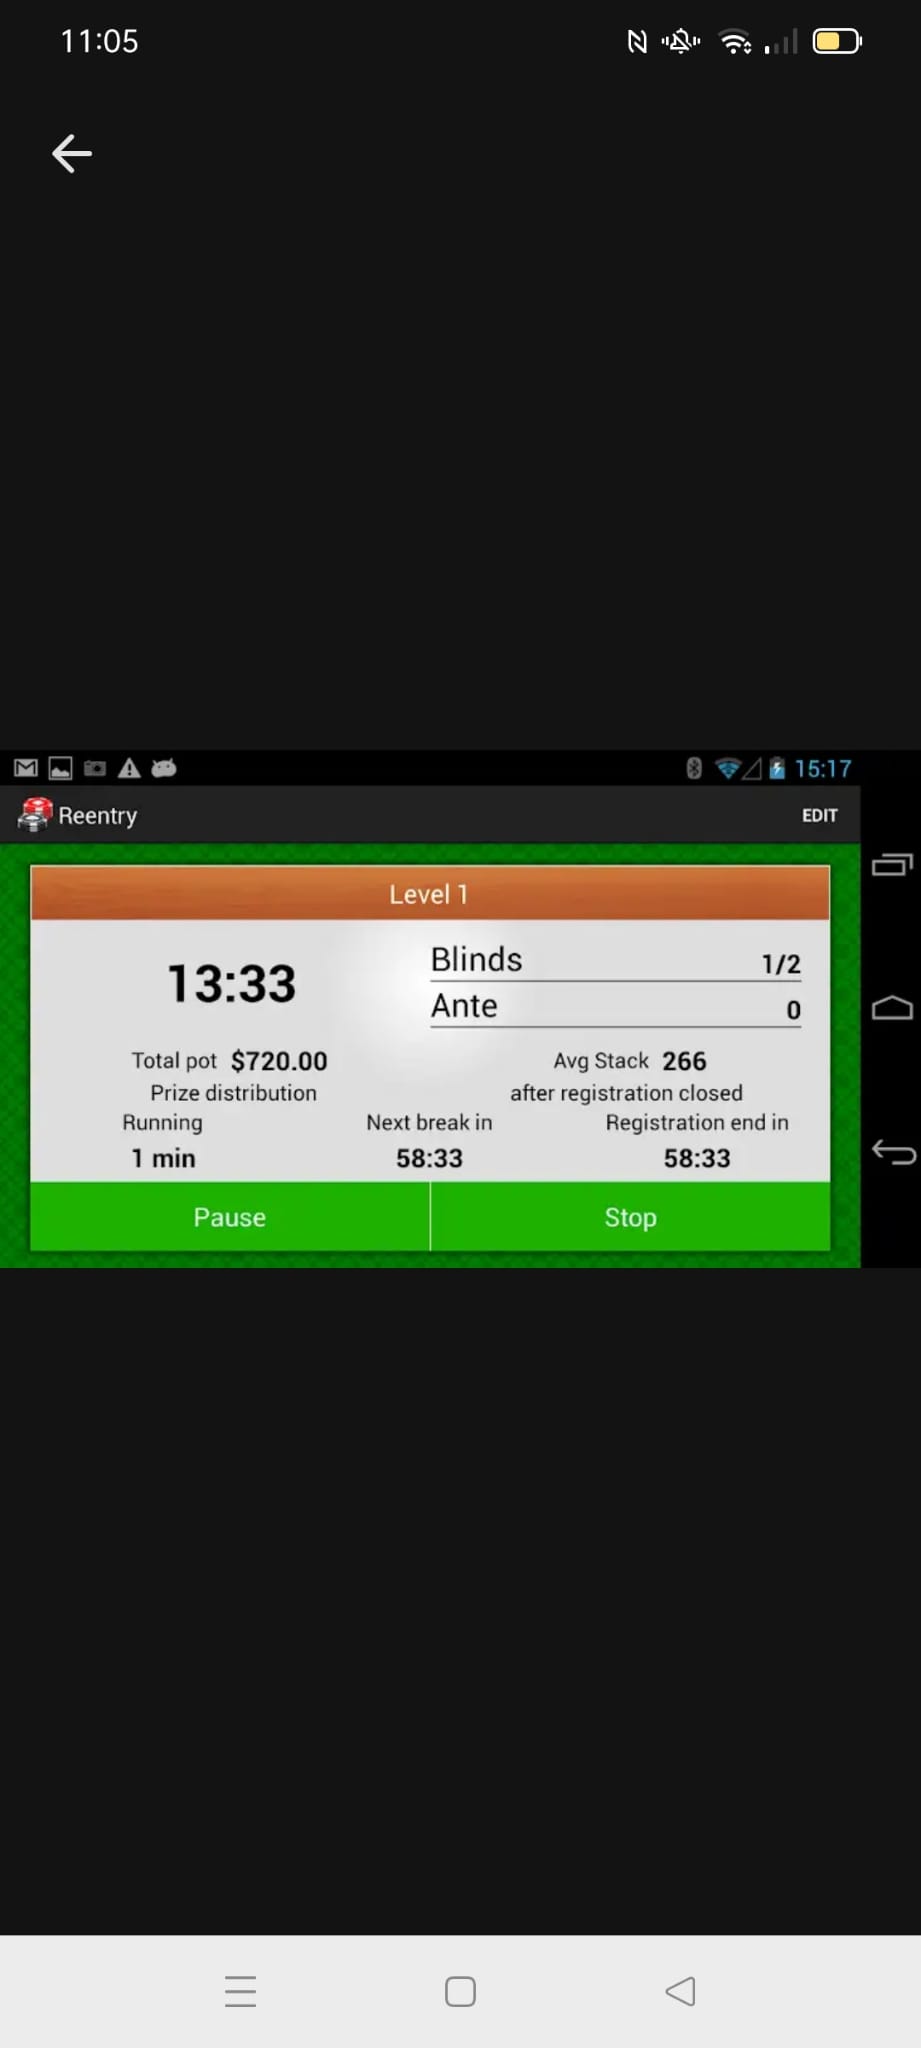 11:05
15:17
Reentry
EDIT
Level 1
13:33
Blinds 1/2
Ante 0
Total pot $720.00 Avg Stack 266
Prize distribution after registration closed
Running Next break in Registration end in
1 min 58:33 58:33
Pause Stop